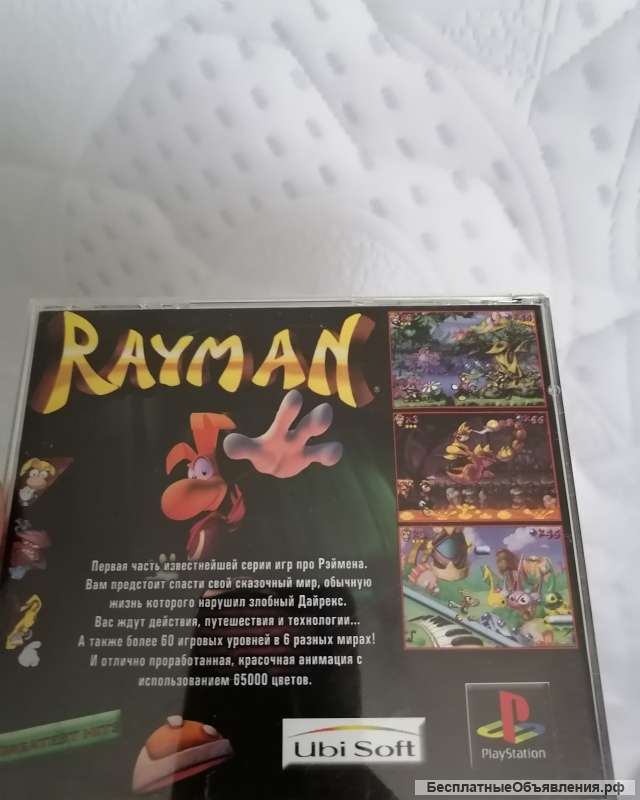 RAYMAN
Первая часть известнейшей серии игр про Рэймена.
Вам предстоит спасти свой сказочный мир, обычную
жизнь которого нарушил злобный Дайрекс.
Вас ждут действия, путешествия и технологии...
А также более 60 игровых уровней в 6 разных мирах!
И отлично проработанная, красочная анимация с
использованием 65000 цветов.
GREATEST HITS
Ubi Soft
PlayStation
БесплатныеОбъявления.рф